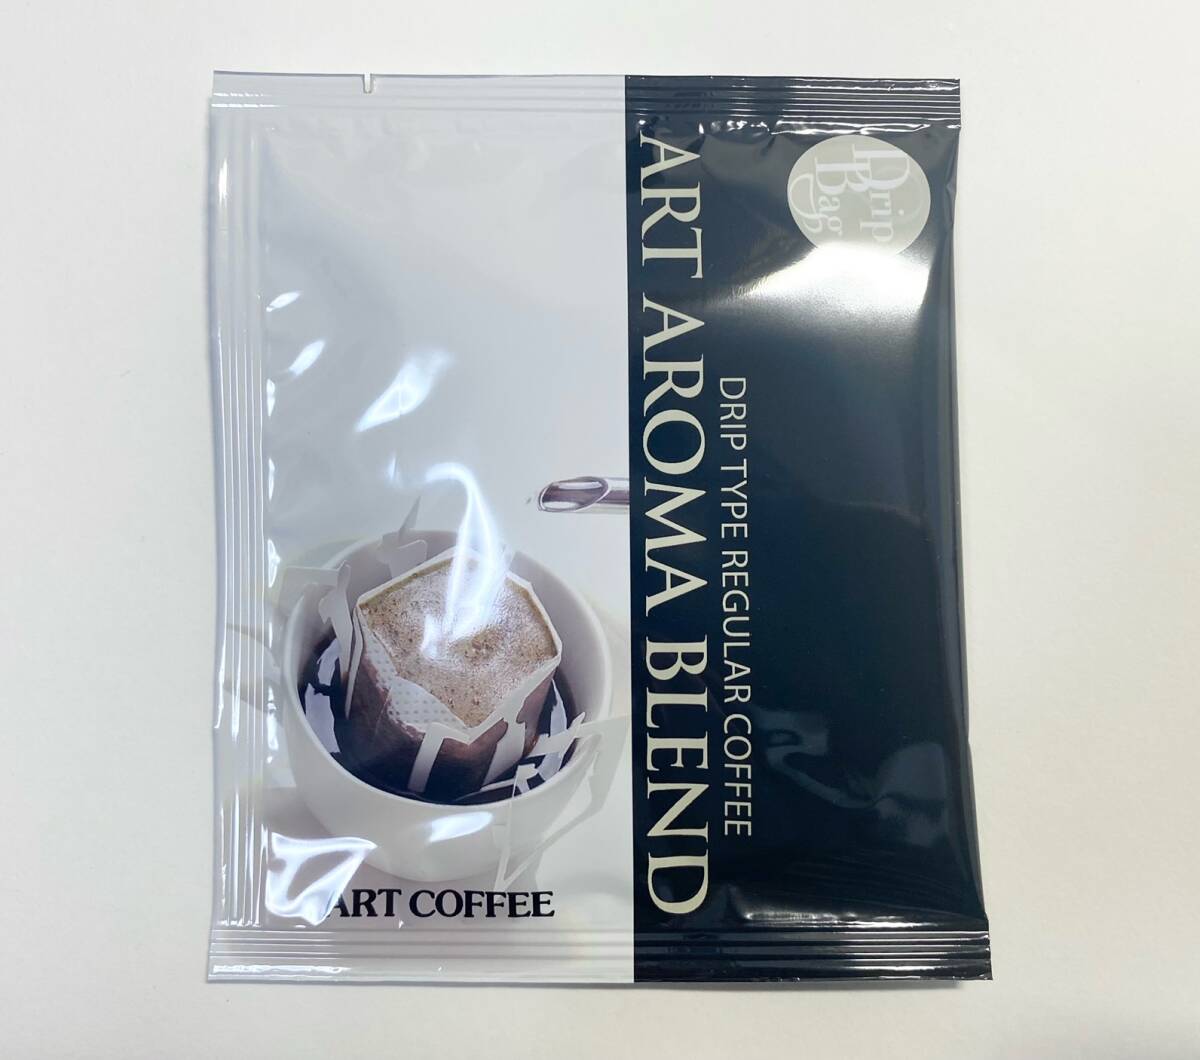 Drip
Bag
ART AROMA BLEND
DRIP TYPE REGULAR COFFEE
ART COFFEE